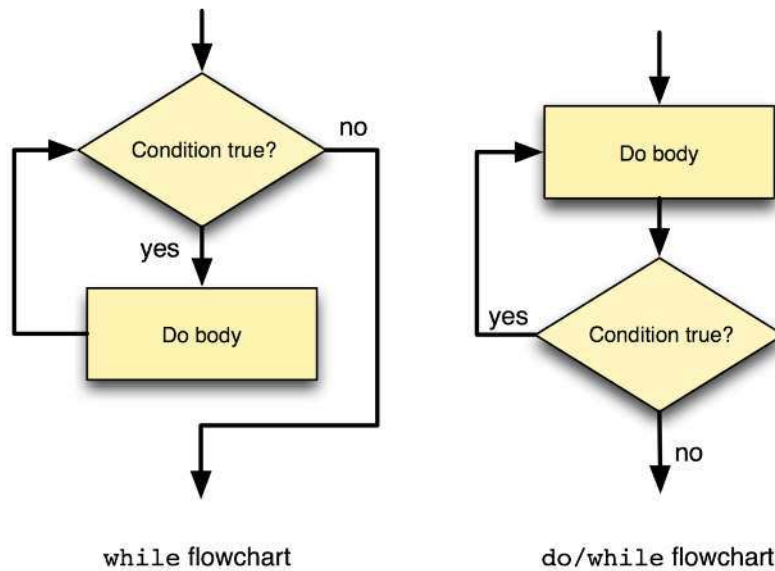 Condition true?
no
yes
Do body
while flowchart
Do body
yes
Condition true?
no
do/while flowchart